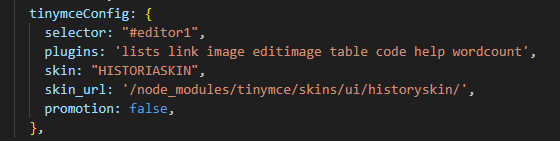 tinymceConfig: {
selector: "#editor1",
plugins: 'lists link image editimage table code help wordcount',
skin: "HISTORIASKIN",
skin_url: '/node_modules/tinymce/skins/ui/historyskin/',
promotion: false,
},